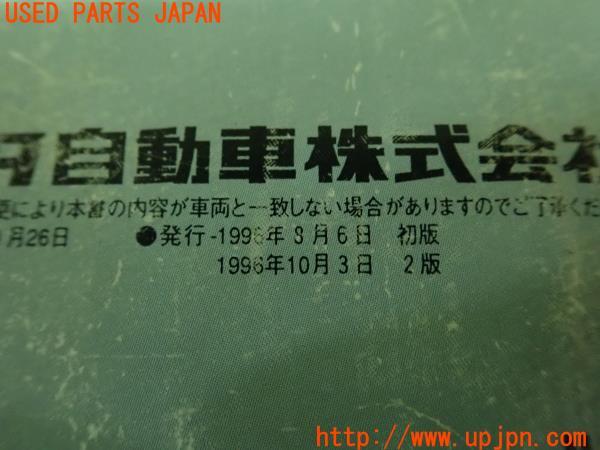 USED PARTS JAPAN
自動車株式会社
更により本書の内容が車両と一致しない場合がありますのでご了承くだ
月26日 ●発行-1996年8月6日 初版
1996年10月3日 2版
http://www.upjpn.com/